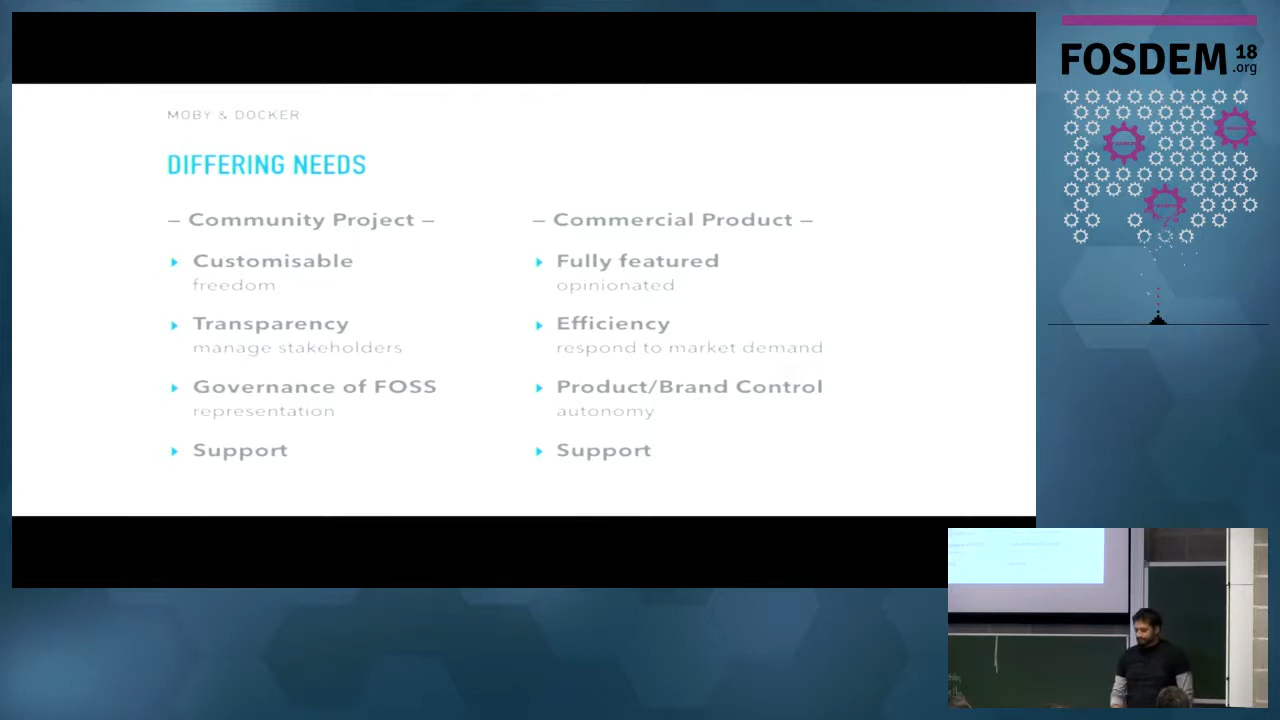 MOBY & DOCKER
DIFFERING NEEDS
– Community Project –
Customisable
freedom
Transparency
manage stakeholders
Governance of FOSS
representation
Support
– Commercial Product –
Fully featured
opinionated
Efficiency
respond to market demand
Product/Brand Control
autonomy
Support
FOSDEM 18
.org